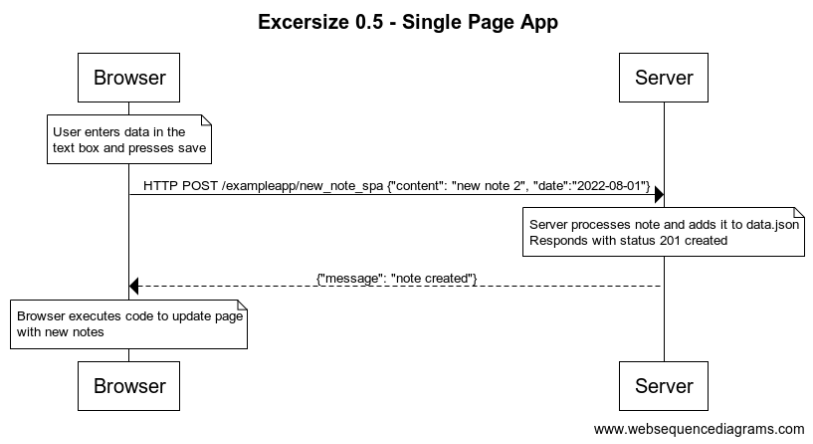 Excersize 0.5 - Single Page App
Browser
Server
User enters data in the
text box and presses save
HTTP POST /exampleapp/new_note_spa {"content": "new note 2", "date":"2022-08-01"}
Server processes note and adds it to data.json
Responds with status 201 created
{"message": "note created"}
Browser executes code to update page
with new notes
Browser
Server
www.websequencediagrams.com